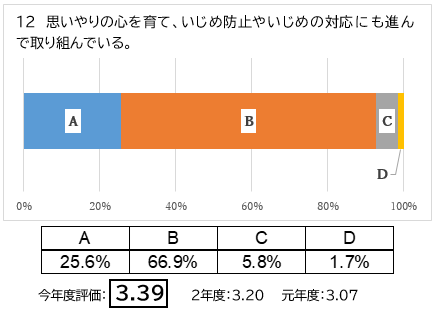 12 思いやりの心を育て、いじめ防止やいじめの対応にも進ん
で取り組んでいる。
A B C
D
0% 20% 40% 60% 80% 100%
A B C D
25.6% 66.9% 5.8% 1.7%
今年度評価：3.39 2年度：3.20 元年度：3.07